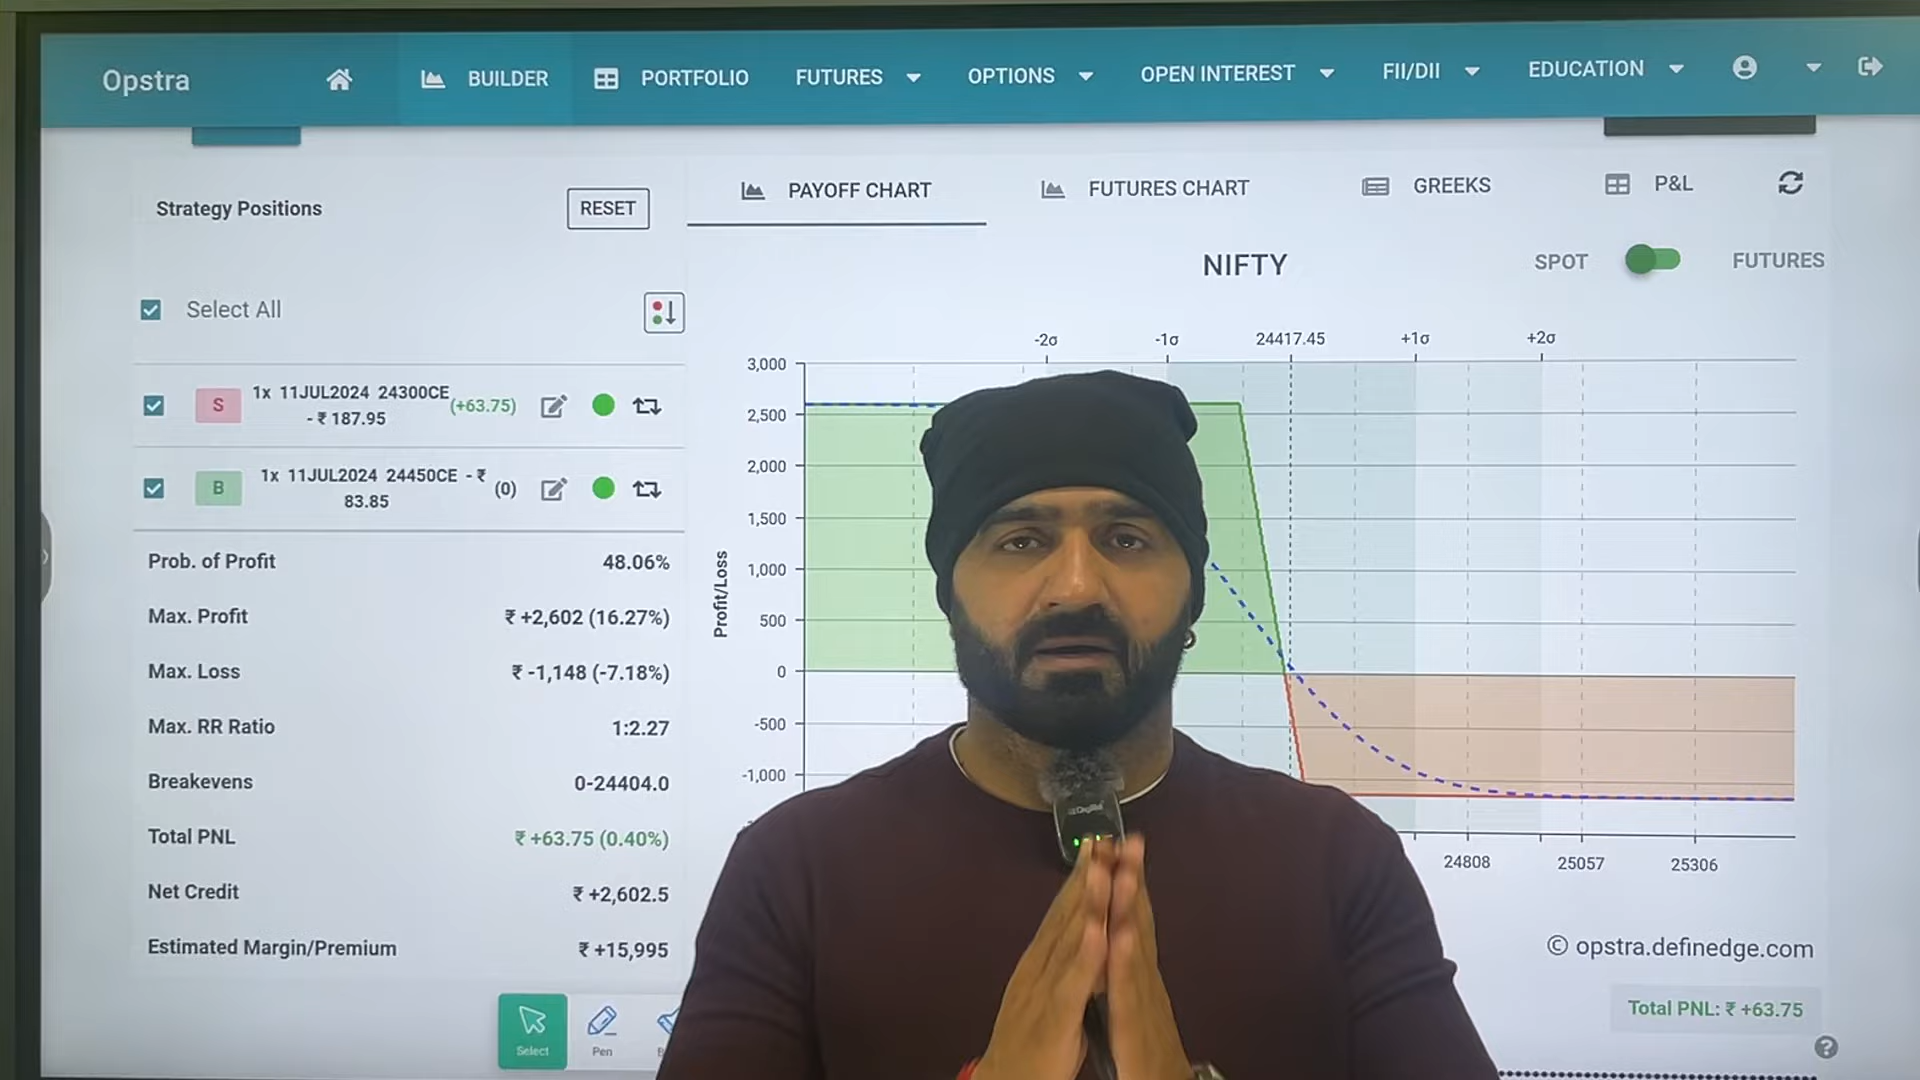 Opstra
BUILDER
PORTFOLIO
FUTURES
OPTIONS
OPEN INTEREST
FII/DII
EDUCATION
Strategy Positions
RESET
PAYOFF CHART
FUTURES CHART
GREEKS
P&L
NIFTY
SPOT
FUTURES
Select All
S
1x 11JUL2024 24300CE
- ₹ 187.95
(+63.75)
B
1x 11JUL2024 24450CE - ₹
83.85
(0)
Prob. of Profit
48.06%
Max. Profit
₹ +2,602 (16.27%)
Max. Loss
₹ -1,148 (-7.18%)
Max. RR Ratio
1:2.27
Breakevens
0-24404.0
Total PNL
₹ +63.75 (0.40%)
Net Credit
₹ +2,602.5
Estimated Margin/Premium
₹ +15,995
-2σ
-1σ
24417.45
+1σ
+2σ
3,000
2,500
2,000
1,500
1,000
500
0
-500
-1,000
Profit/Loss
24808
25057
25306
© opstra.definedge.com
Total PNL: ₹ +63.75
Select
Pen
?